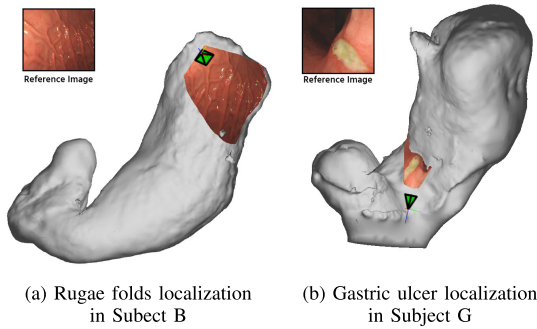 Reference Image
Reference Image
(a) Rugae folds localization
in Subect B
(b) Gastric ulcer localization
in Subject G